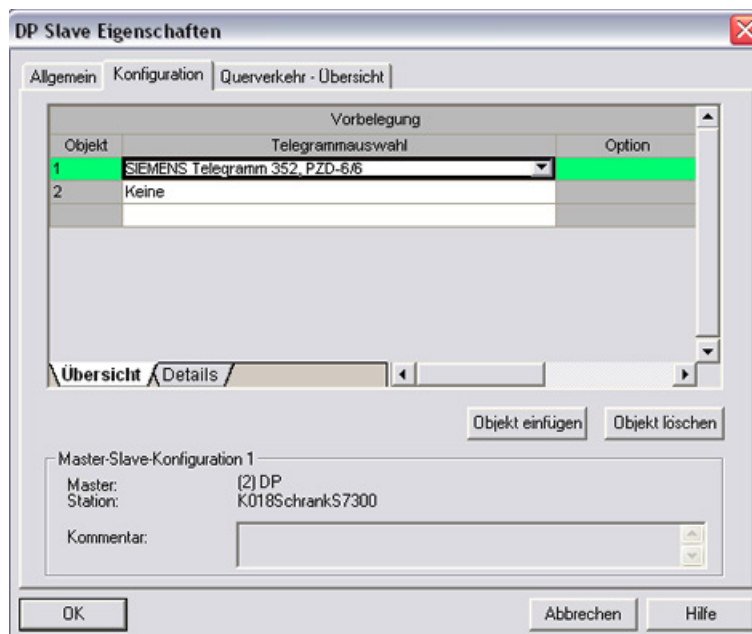 DP Slave Eigenschaften
Allgemein Konfiguration Querverkehr - Übersicht
Vorbelegung
Objekt Telegrammauswahl Option
1 SIEMENS Telegramm 352, PZD-6/6
2 Keine
Übersicht Details
Objekt einfügen Objekt löschen
Master-Slave-Konfiguration 1
Master: (2) DP
Station: K018SchrankS7300
Kommentar:
OK Abbrechen Hilfe